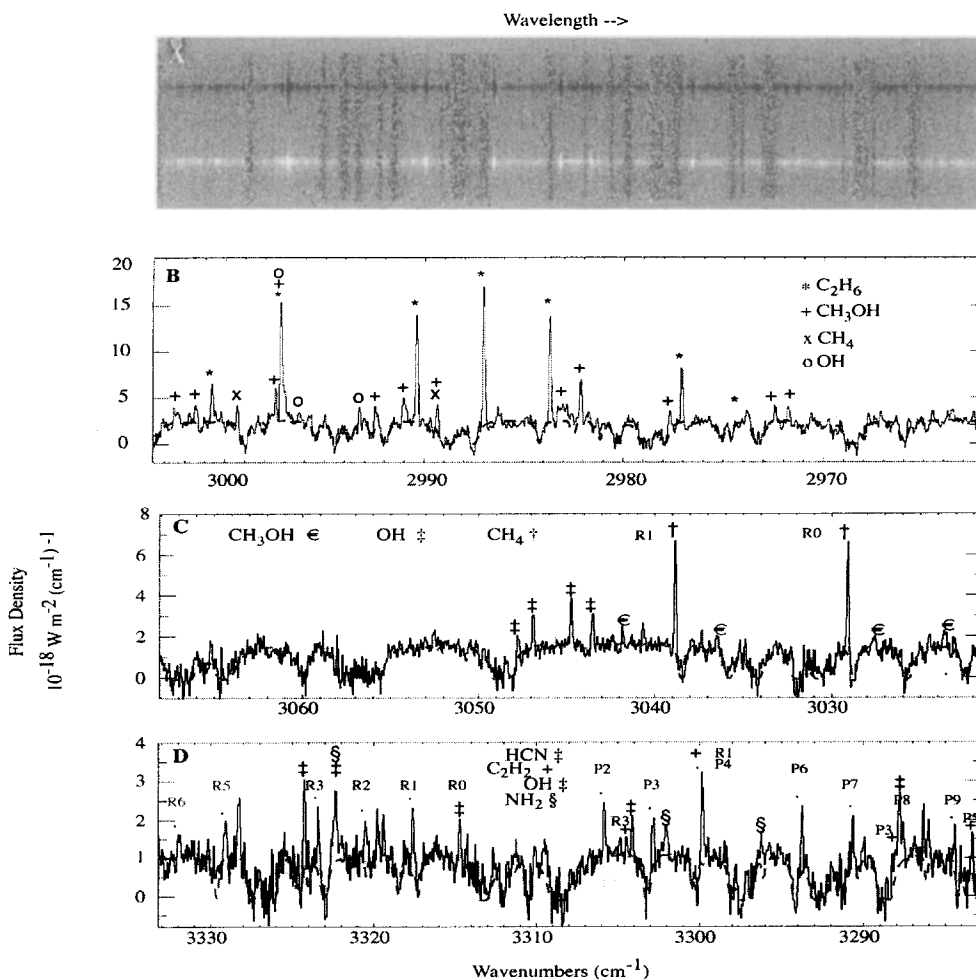 Wavelength -->
B
20
15
10
5
0
* C2H6
+ CH3OH
x CH4
o OH
3000 2990 2980 2970
C
CH3OH € OH ‡ CH4 †
R1 R0
8
6
4
2
0
3060 3050 3040 3030
Flux Density
10-18 W m-2 (cm-1) -1
D
HCN ‡
C2H2 +
OH ‡
NH2 §
4
3
2
1
0
R6 R5 R3 R2 R1 R0 P2 R3 P3 R1 P4 P6 P7 P3 P8 P9
3330 3320 3310 3300 3290
Wavenumbers (cm-1)